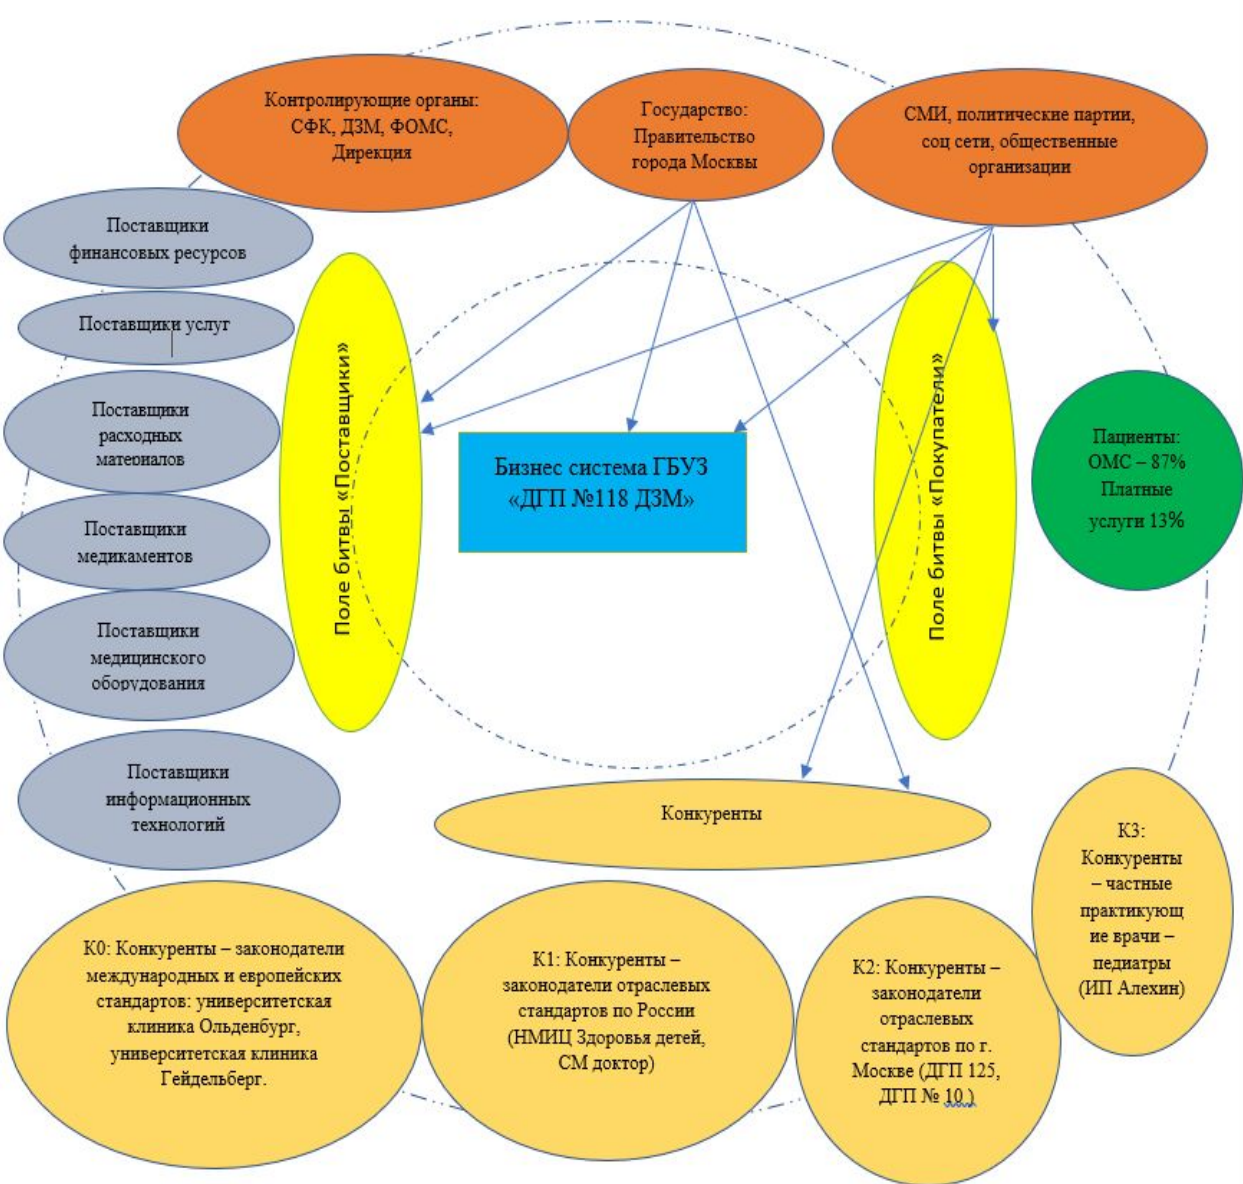 Контролирующие органы:
СФК, ДЗМ, ФОМС,
Дирекция
Государство:
Правительство
города Москвы
СМИ, политические партии,
соц сети, общественные
организации
Поставщики
финансовых ресурсов
Поставщики услуг
Поставщики
расходных
материалов
Поставщики
медикаментов
Поставщики
медицинского
оборудования
Поставщики
информационных
технологий
Поле битвы «Поставщики»
Бизнес система ГБУЗ
«ДГП №118 ДЗМ»
Поле битвы «Покупатели»
Пациенты:
ОМС – 87%
Платные
услуги 13%
Конкуренты
К0: Конкуренты – законодатели
международных и европейских
стандартов: университетская
клиника Ольденбург,
университетская клиника
Гейдельберг.
К1: Конкуренты –
законодатели отраслевых
стандартов по России
(НМИЦ Здоровья детей,
СМ доктор)
К2: Конкуренты –
законодатели
отраслевых
стандартов по г.
Москве (ДГП 125,
ДГП № 10 )
К3:
Конкуренты
– частные
практикующ
ие врачи –
педиатры
(ИП Алехин)